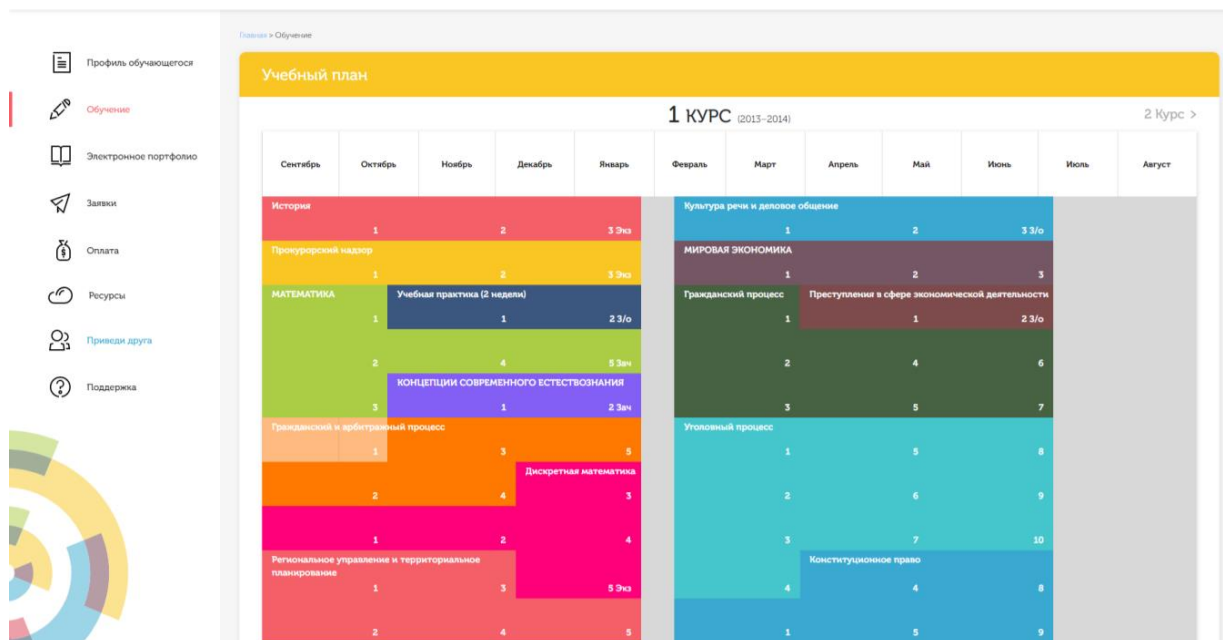 Главная > Обучение
Профиль обучающегося
Обучение
Электронное портфолио
Заявки
Оплата
Ресурсы
Приведи друга
Поддержка
Учебный план
1 КУРС (2013–2014)
2 Курс >
Сентябрь Октябрь Ноябрь Декабрь Январь Февраль Март Апрель Май Июнь Июль Август
История
1 2 3 Экз
Прокурорский надзор
1 2 3 Экз
МАТЕМАТИКА Учебная практика (2 недели)
1 1 2 З/о
2 4 5 Зач
КОНЦЕПЦИИ СОВРЕМЕННОГО ЕСТЕСТВОЗНАНИЯ
3 1 2 Зач
Гражданский и арбитражный процесс
1 3 5
Дискретная математика
2 4 3
1 2 4
Региональное управление и территориальное
планирование
1 3 5 Экз
2 4 5
Культура речи и деловое общение
1 2 3 З/о
МИРОВАЯ ЭКОНОМИКА
1 2 3
Гражданский процесс Преступления в сфере экономической деятельности
1 1 2 З/о
2 4 6
3 5 7
Уголовный процесс
1 5 8
2 6 9
3 7 10
Конституционное право
4 4 8
1 5 9